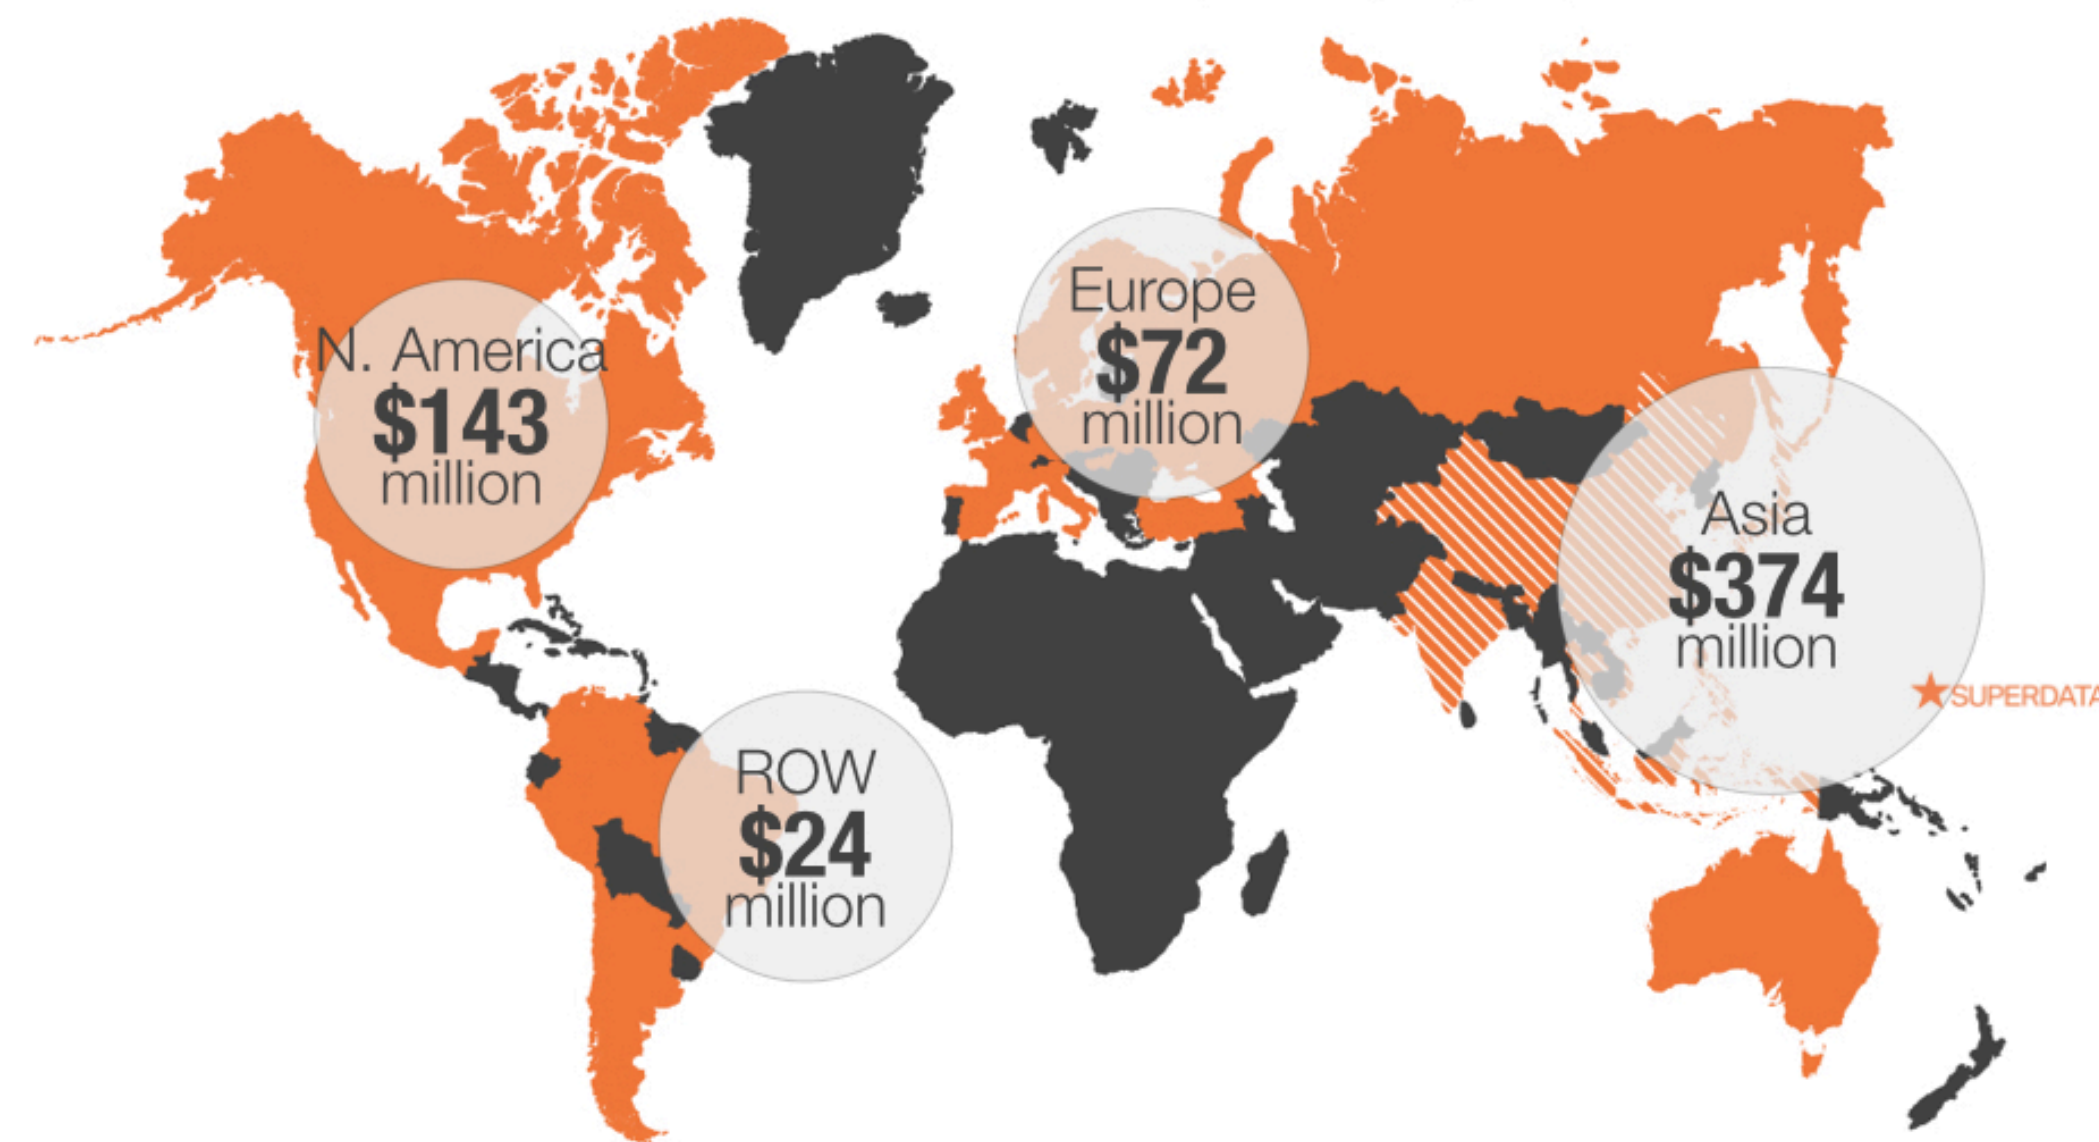 N. America
$143
million
Europe
$72
million
Asia
$374
million
ROW
$24
million
SUPERDATA